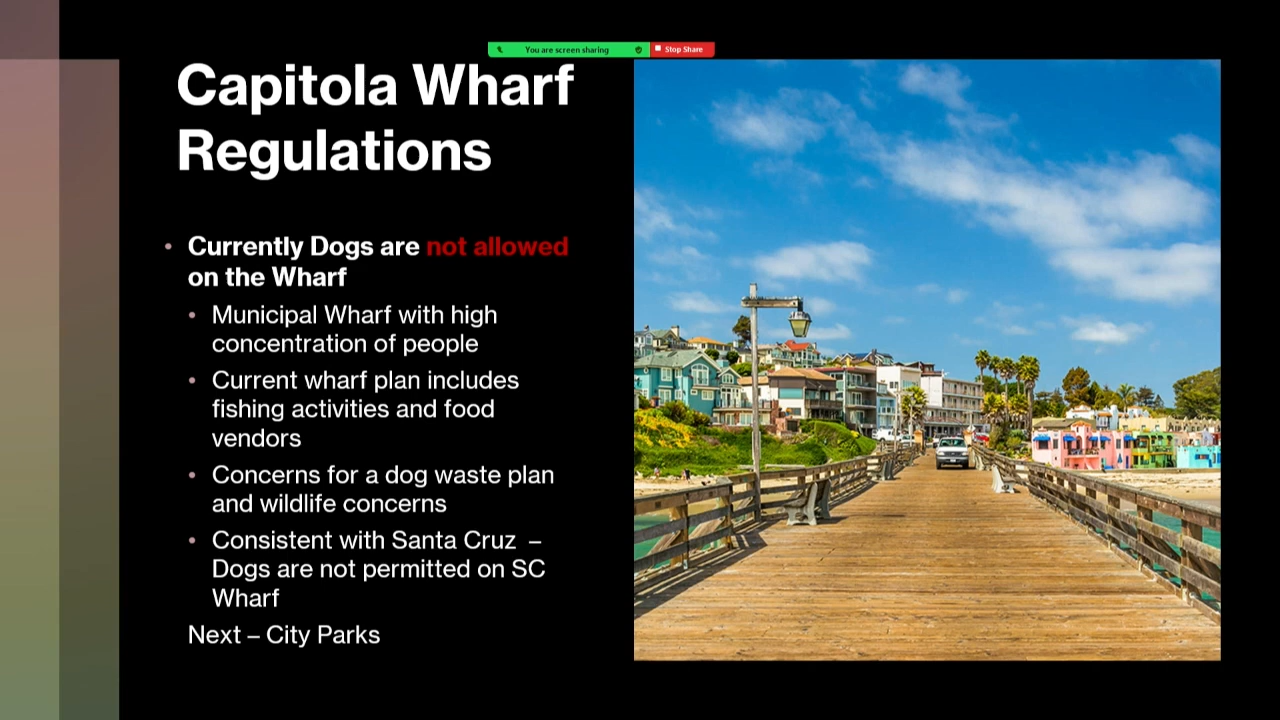 You are screen sharing
Stop Share
Capitola Wharf
Regulations
• Currently Dogs are not allowed
on the Wharf
• Municipal Wharf with high
concentration of people
• Current wharf plan includes
fishing activities and food
vendors
• Concerns for a dog waste plan
and wildlife concerns
• Consistent with Santa Cruz –
Dogs are not permitted on SC
Wharf
Next – City Parks